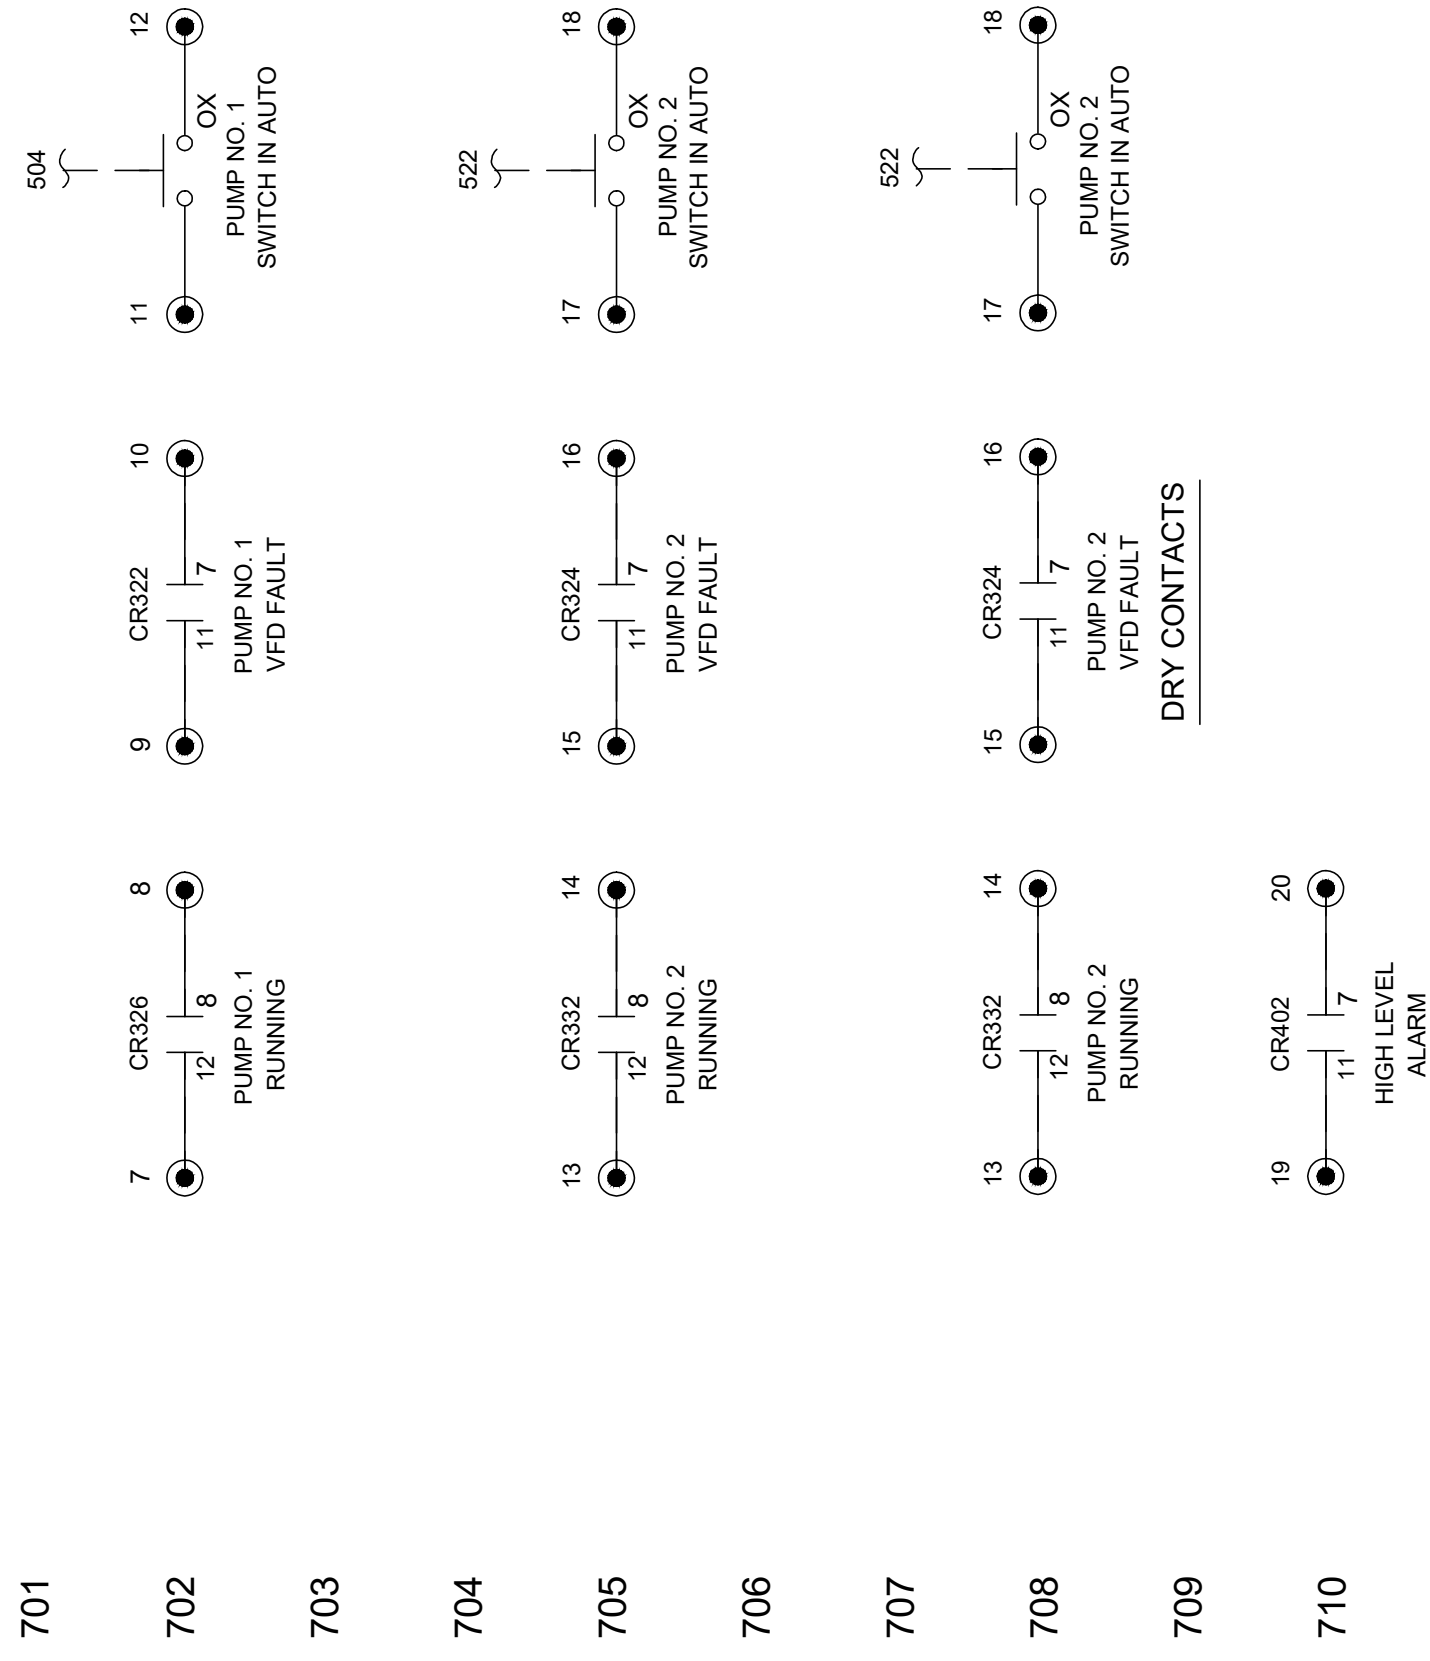 701
504
702
CR326
7
8
12
8
PUMP NO. 1
RUNNING
CR322
9
10
11
7
PUMP NO. 1
VFD FAULT
11
12
OX
PUMP NO. 1
SWITCH IN AUTO
703
704
522
705
CR332
13
14
12
8
PUMP NO. 2
RUNNING
CR324
15
16
11
7
PUMP NO. 2
VFD FAULT
17
18
OX
PUMP NO. 2
SWITCH IN AUTO
706
707
522
708
CR332
13
14
12
8
PUMP NO. 2
RUNNING
CR324
15
16
11
7
PUMP NO. 2
VFD FAULT
17
18
OX
PUMP NO. 2
SWITCH IN AUTO
709
DRY CONTACTS
710
CR402
19
20
11
7
HIGH LEVEL
ALARM